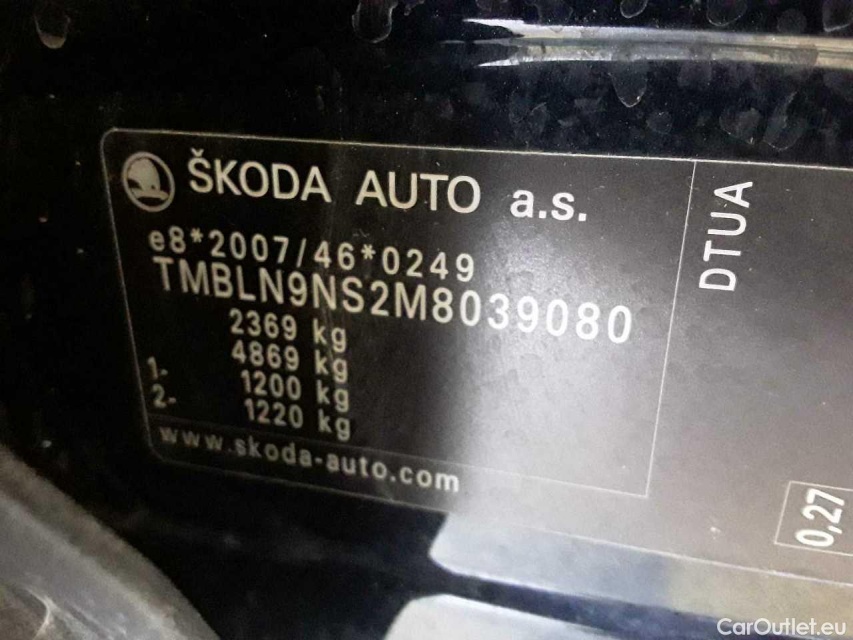 ŠKODA AUTO a.s.
e8*2007/46*0249
TMBLN9NS2M8039080
2369 kg
4869 kg
1- 1200 kg
2- 1220 kg
www.skoda-auto.com
DTUA
0,27
CarOutlet.eu